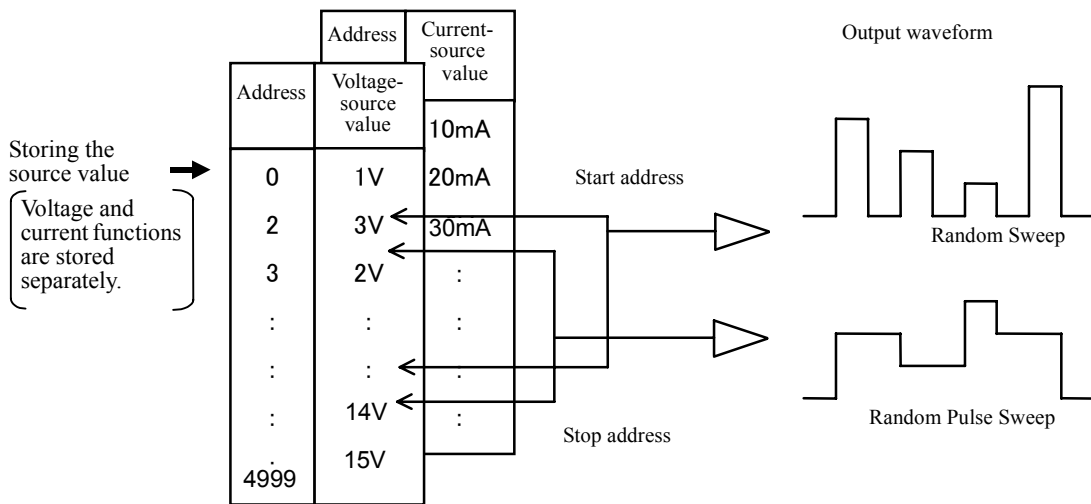 Address
Current-
source
value
Output waveform
Address
Voltage-
source
value
10mA
Storing the
source value
0
1V
20mA
Start address
Voltage and
current functions
are stored
separately.
2
3V
30mA
Random Sweep
3
2V
:
:
:
:
:
:
:
:
14V
:
Stop address
Random Pulse Sweep
:
15V
4999